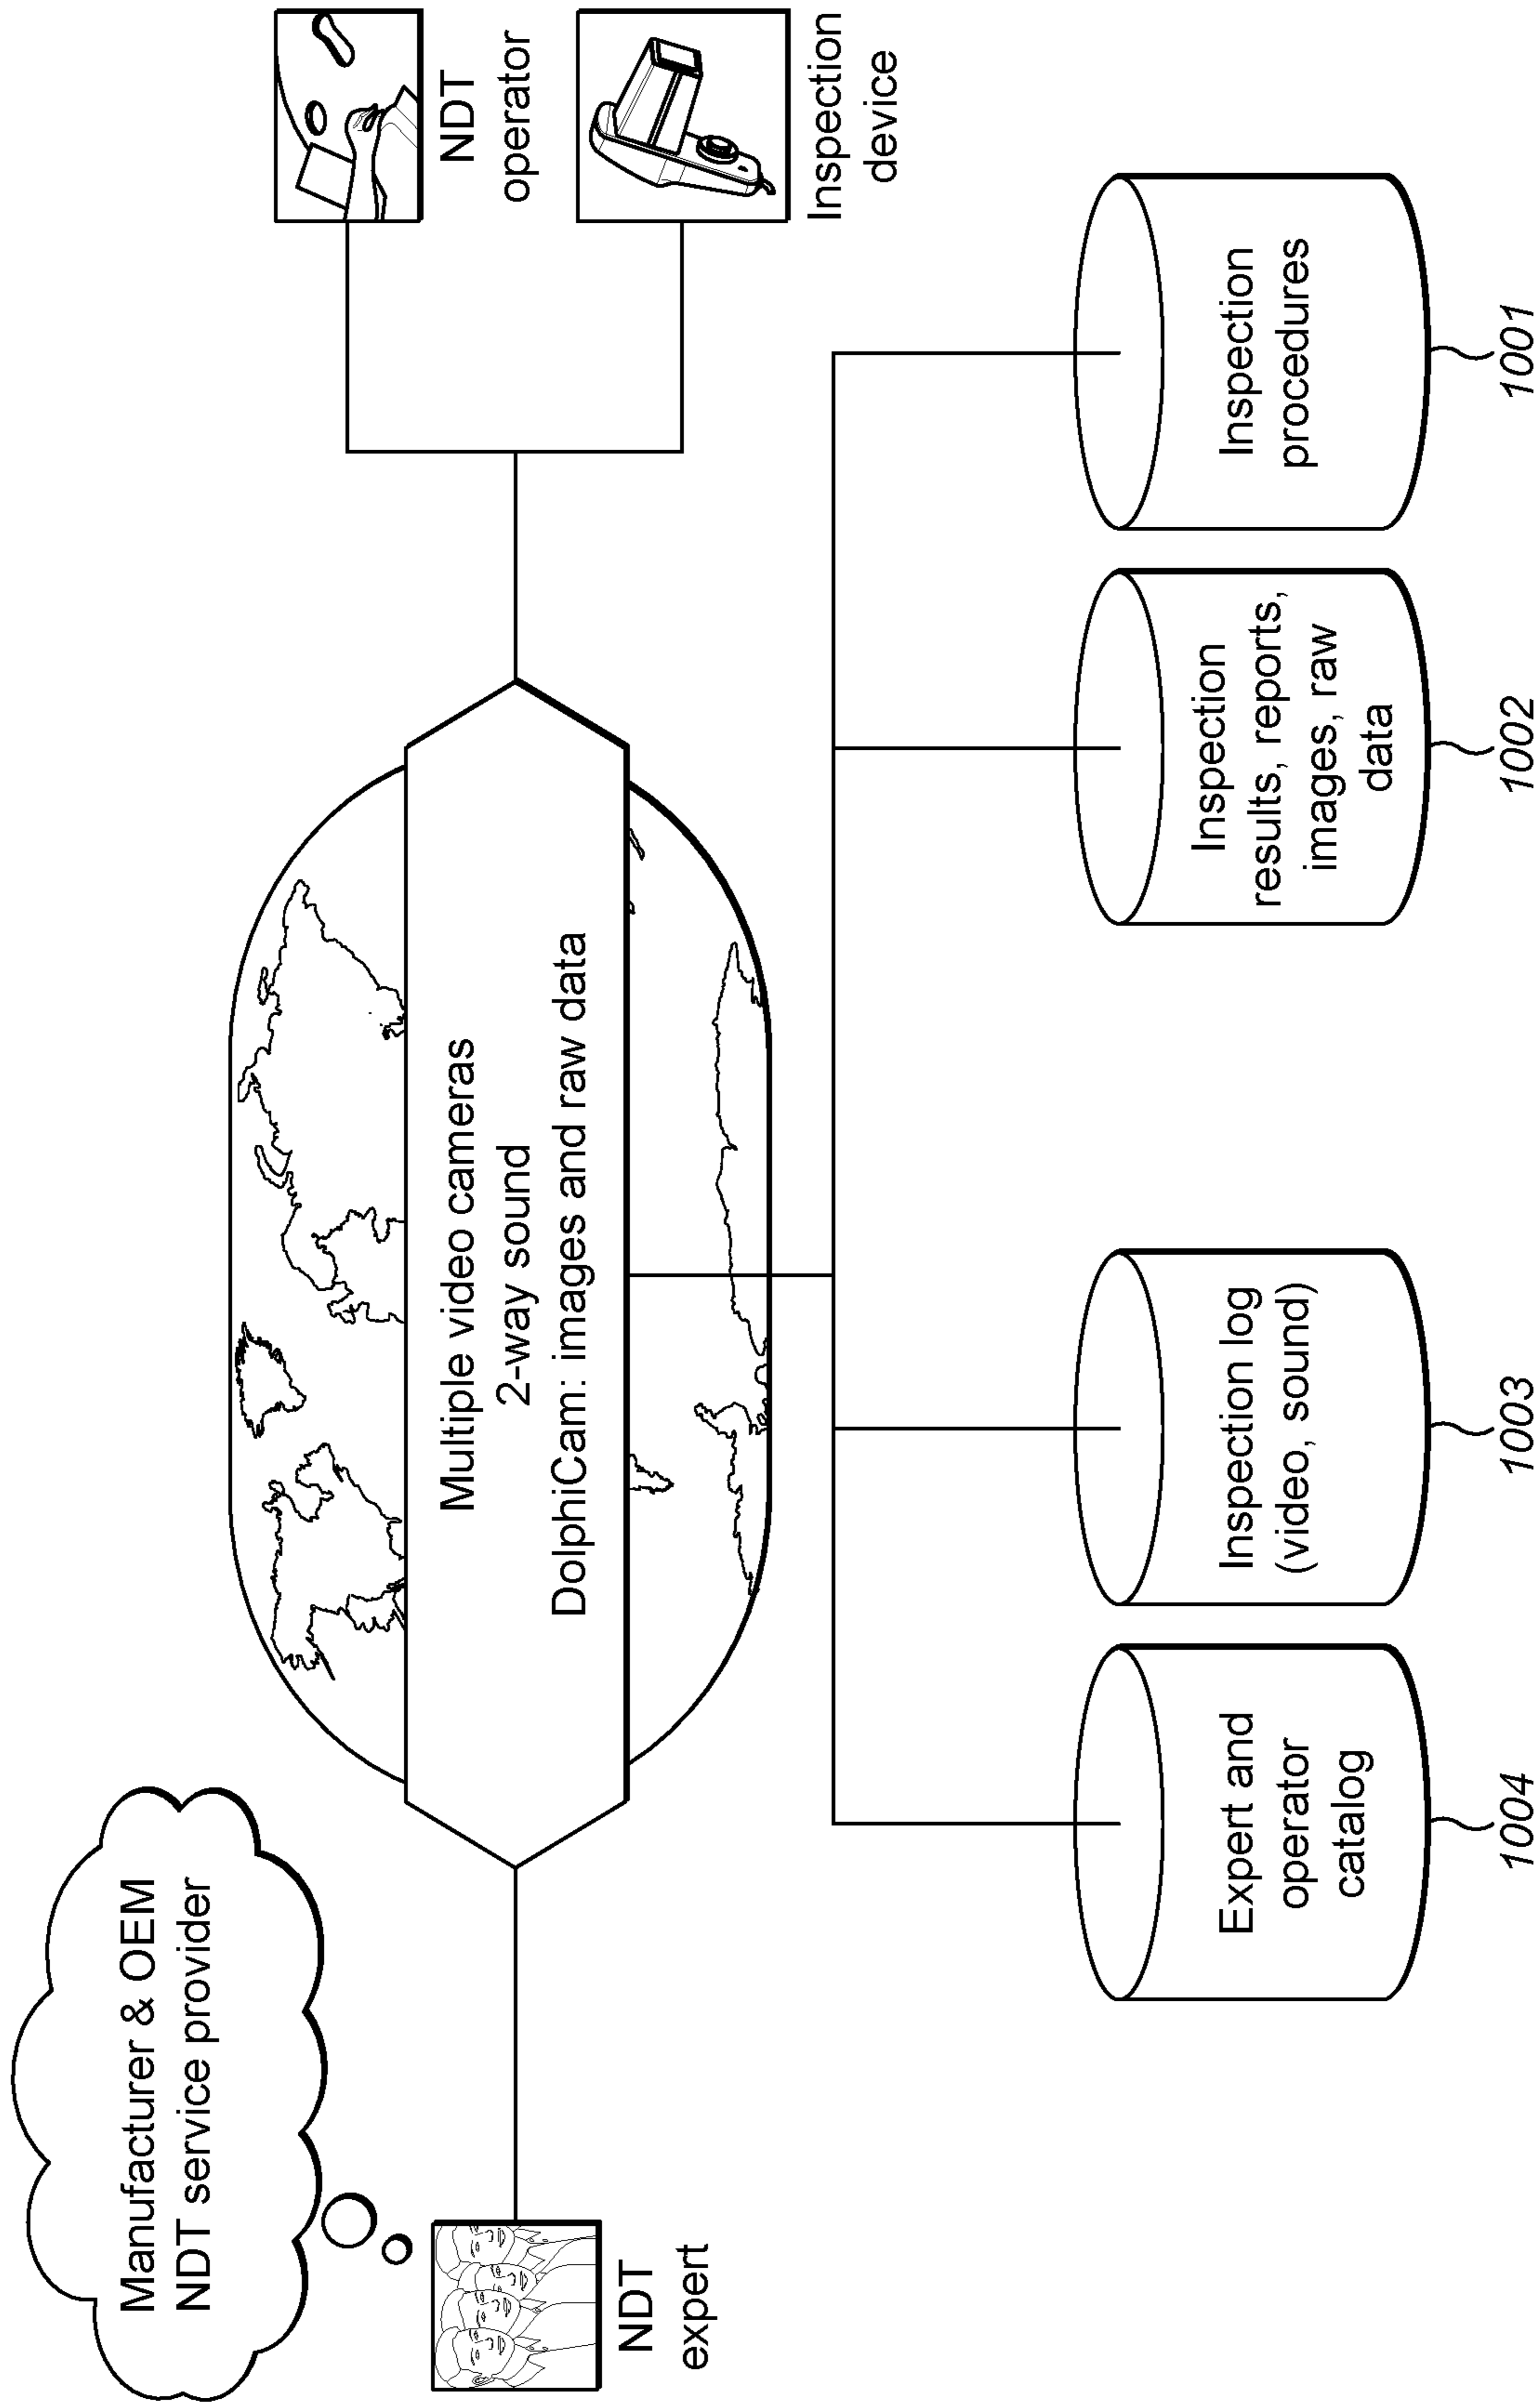 Manufacturer & OEM
NDT service provider
NDT
expert
Multiple video cameras
2-way sound
DolphiCam: images and raw data
NDT
operator
Inspection
device
Expert and
operator
catalog
1004
Inspection log
(video, sound)
1003
Inspection
results, reports,
images, raw
data
1002
Inspection
procedures
1001